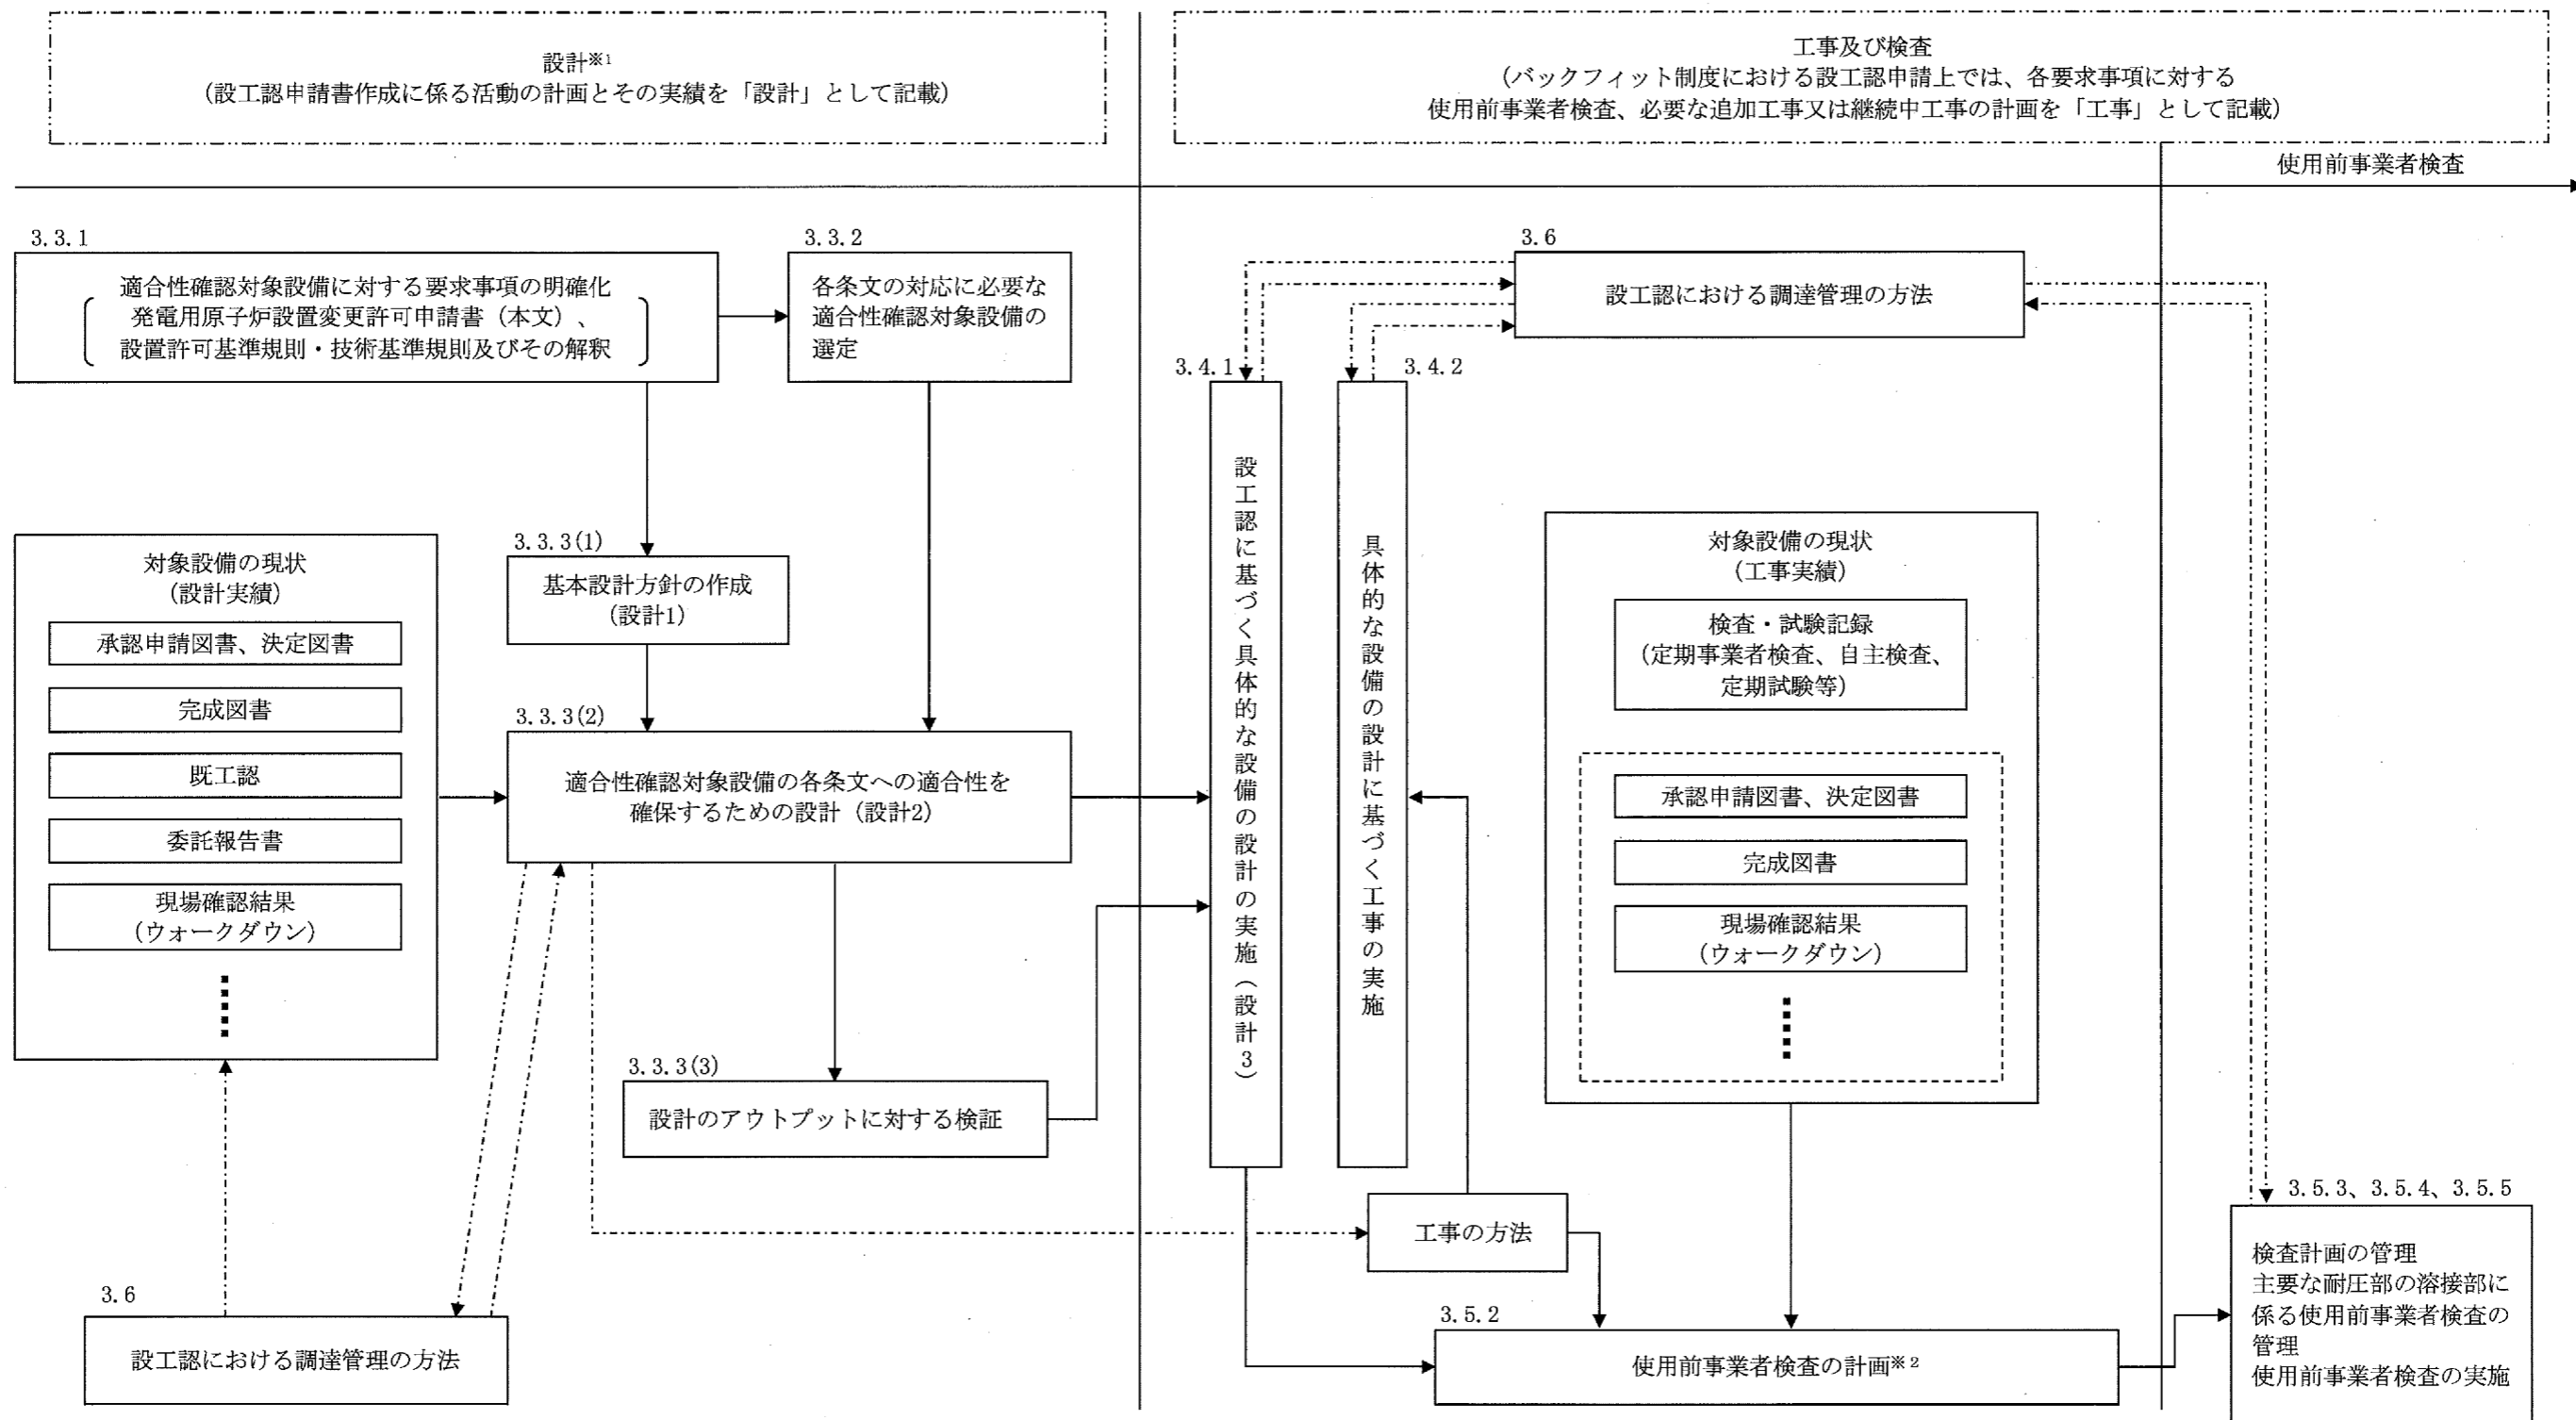 設計※1
（設工認申請書作成に係る活動の計画とその実績を「設計」として記載）
工事及び検査
（バックフィット制度における設工認申請上では、各要求事項に対する
使用前事業者検査、必要な追加工事又は継続中工事の計画を「工事」として記載）
使用前事業者検査
3.3.1
適合性確認対象設備に対する要求事項の明確化
発電用原子炉設置変更許可申請書（本文）、
設置許可基準規則・技術基準規則及びその解釈
3.3.2
各条文の対応に必要な
適合性確認対象設備の
選定
対象設備の現状
（設計実績）
承認申請図書、決定図書
完成図書
既工認
委託報告書
現場確認結果
（ウォークダウン）
3.3.3(1)
基本設計方針の作成
（設計1）
3.3.3(2)
適合性確認対象設備の各条文への適合性を
確保するための設計（設計2）
3.3.3(3)
設計のアウトプットに対する検証
3.6
設工認における調達管理の方法
3.6
設工認における調達管理の方法
3.4.1
設工認に基づく具体的な設備の設計の実施（設計3）
3.4.2
具体的な設備の設計に基づく工事の実施
対象設備の現状
（工事実績）
検査・試験記録
（定期事業者検査、自主検査、
定期試験等）
承認申請図書、決定図書
完成図書
現場確認結果
（ウォークダウン）
工事の方法
3.5.2
使用前事業者検査の計画※2
3.5.3、3.5.4、3.5.5
検査計画の管理
主要な耐圧部の溶接部に
係る使用前事業者検査の
管理
使用前事業者検査の実施